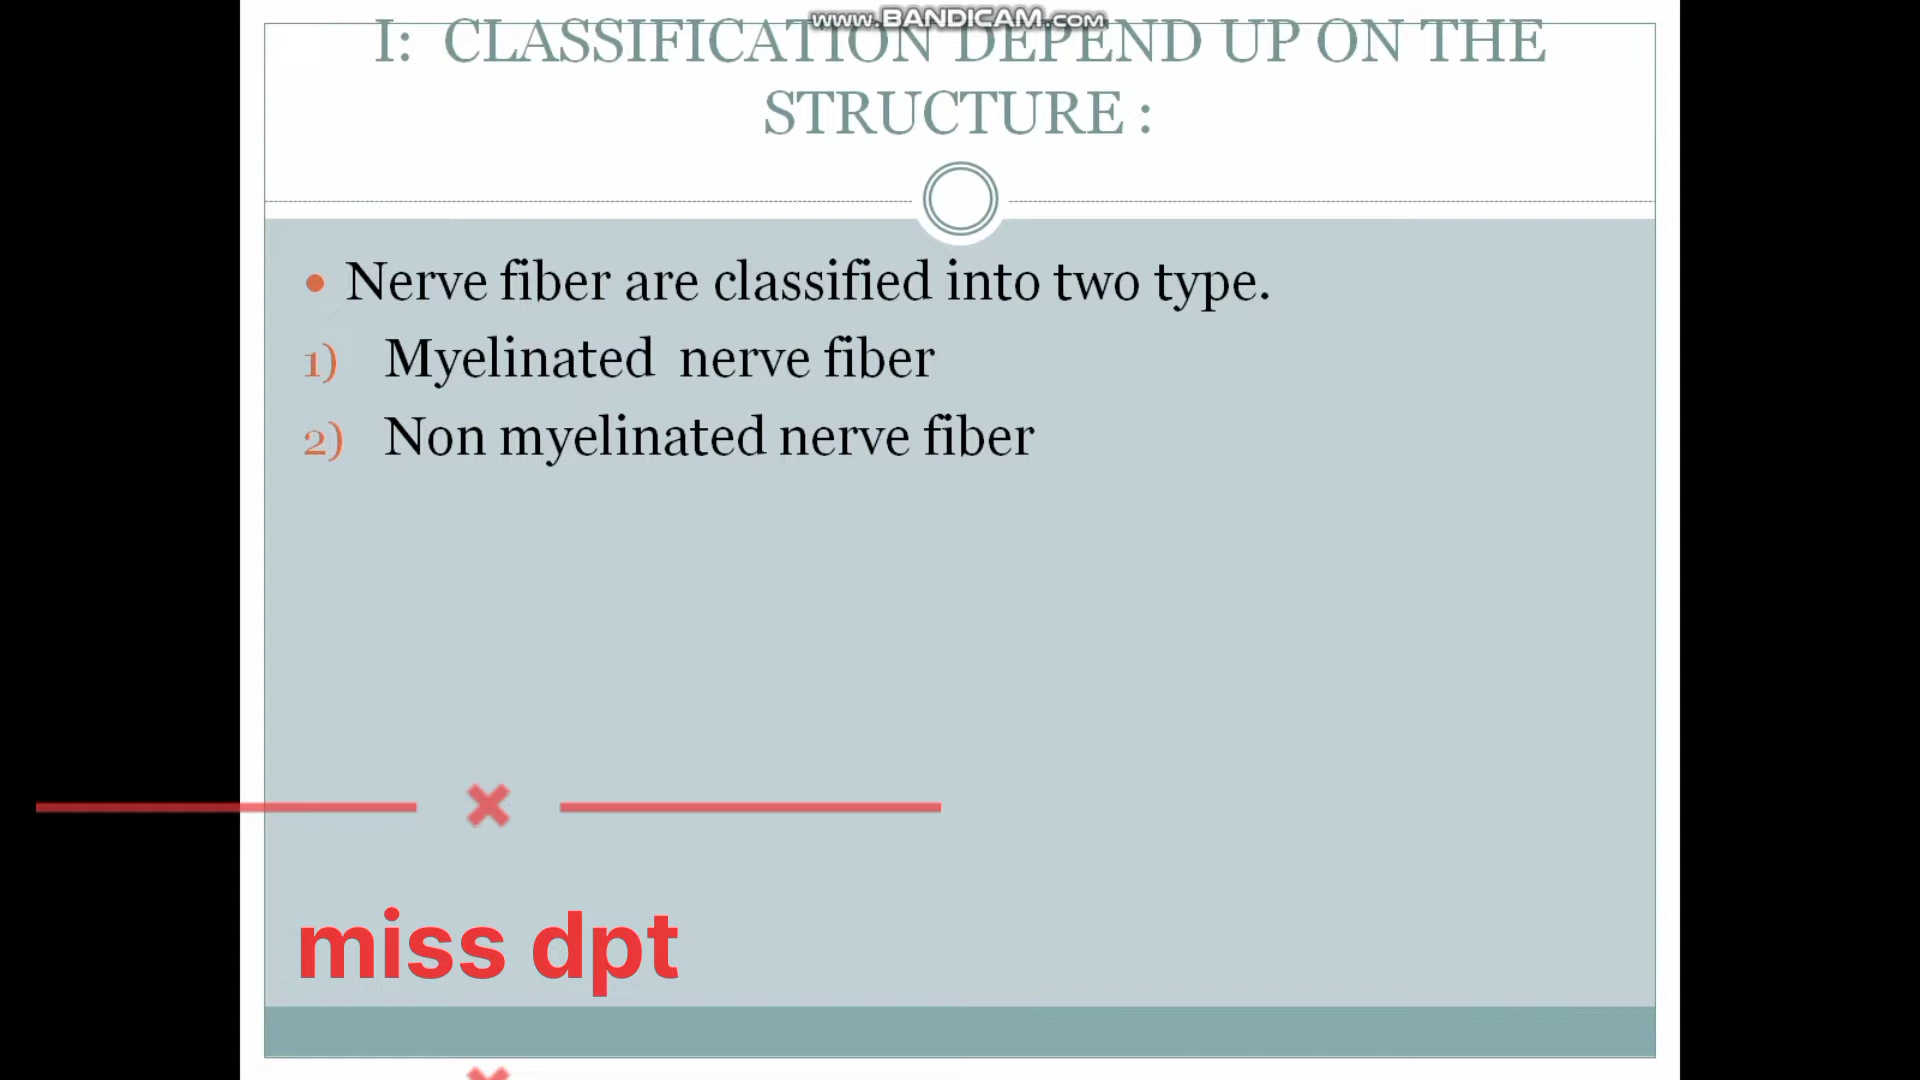 www.BANDICAM.com
I: CLASSIFICATION DEPEND UP ON THE
STRUCTURE :
• Nerve fiber are classified into two type.
1) Myelinated nerve fiber
2) Non myelinated nerve fiber
miss dpt